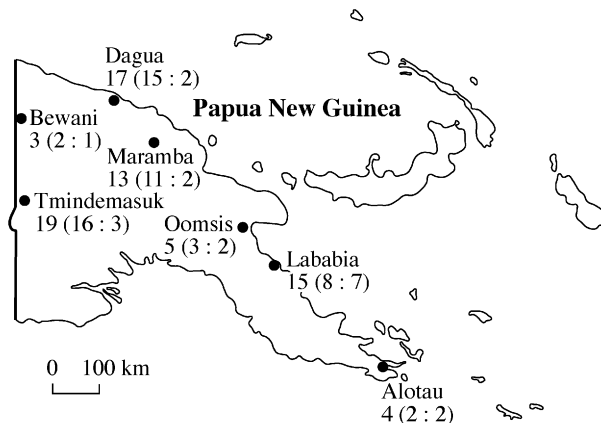 Dagua
17 (15 : 2)
Papua New Guinea
Bewani
3 (2 : 1)
Maramba
13 (11 : 2)
Tmindemasuk
19 (16 : 3)
Oomsis
5 (3 : 2)
Lababia
15 (8 : 7)
0 100 km
Alotau
4 (2 : 2)